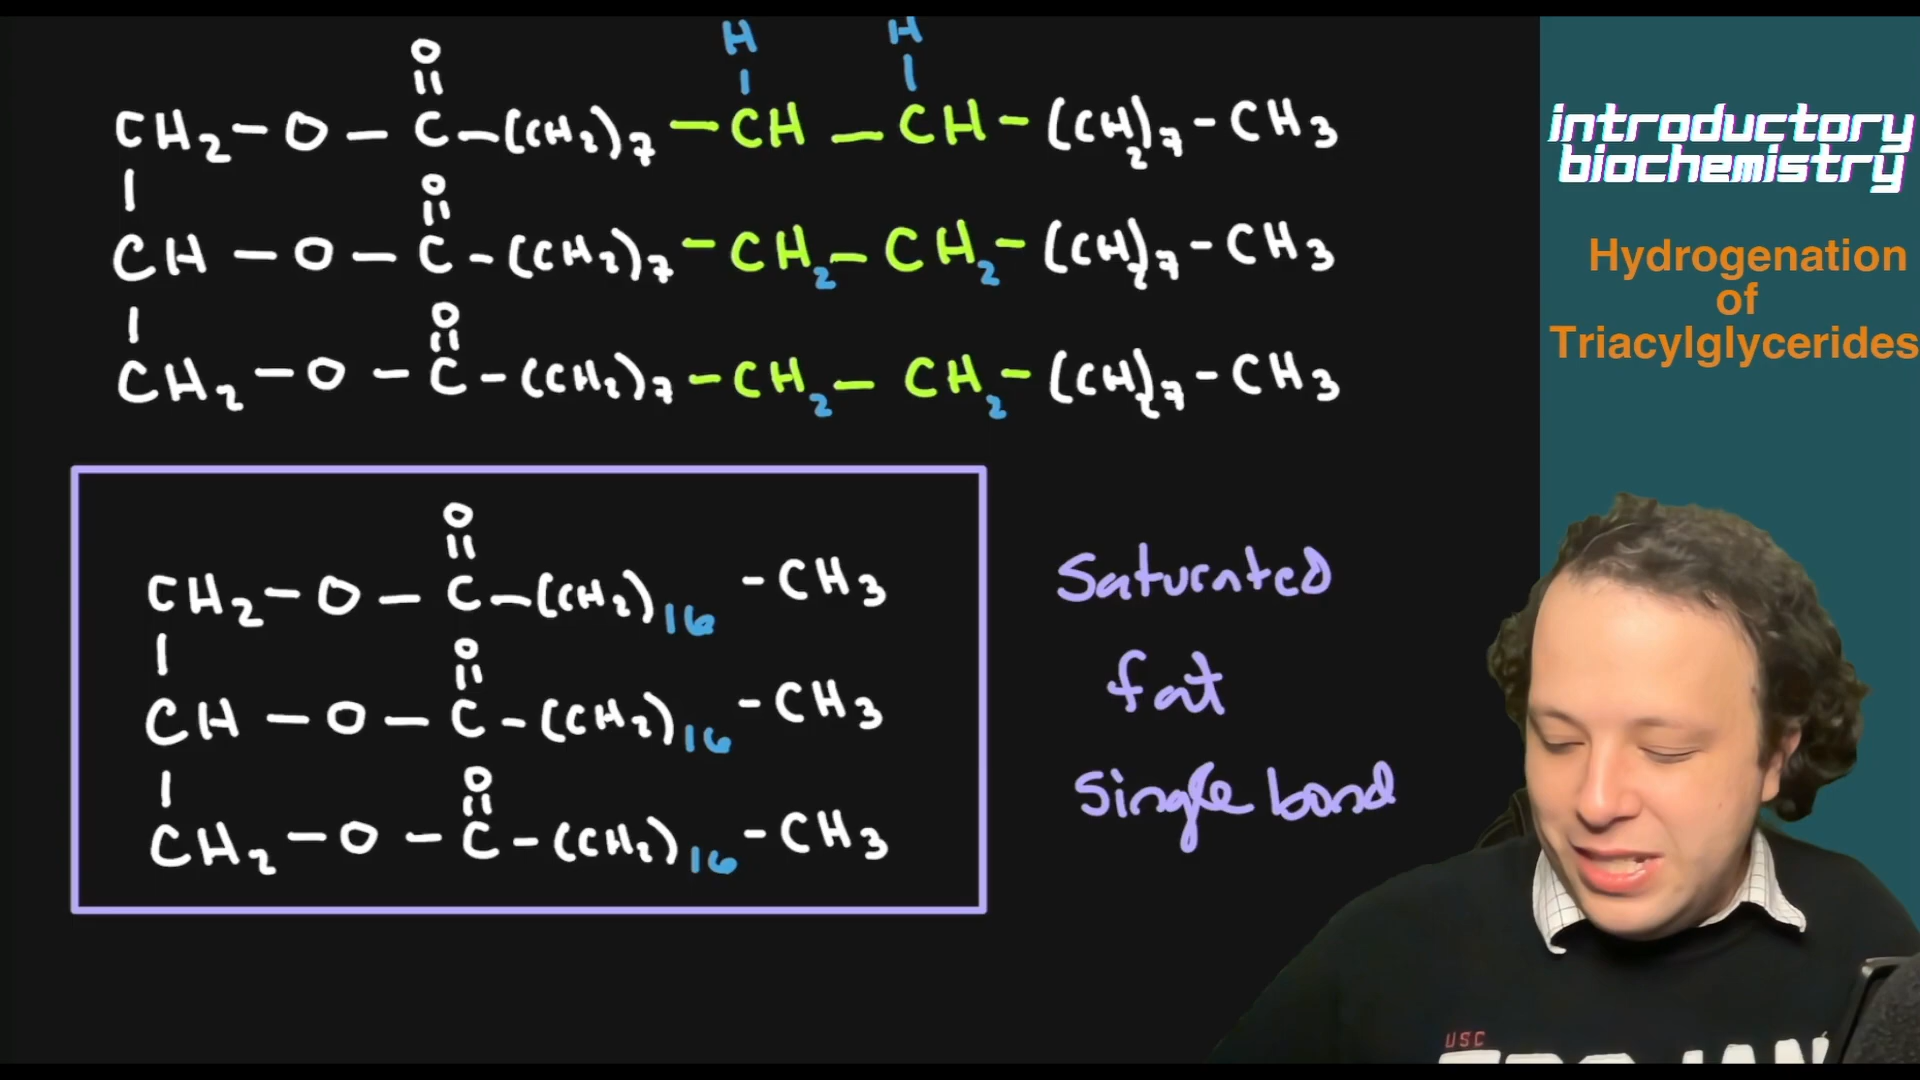 H H
O
||
CH2 - O - C - (CH2)7 - CH - CH - (CH2)7 - CH3
|
O
||
CH - O - C - (CH2)7 - CH2 - CH2 - (CH2)7 - CH3
|
O
||
CH2 - O - C - (CH2)7 - CH2 - CH2 - (CH2)7 - CH3
O
||
CH2 - O - C - (CH2)16 - CH3
|
O
||
CH - O - C - (CH2)16 - CH3
|
O
||
CH2 - O - C - (CH2)16 - CH3
Saturated
fat
Single bond
introductory
biochemistry
Hydrogenation
of
Triacylglycerides
USC